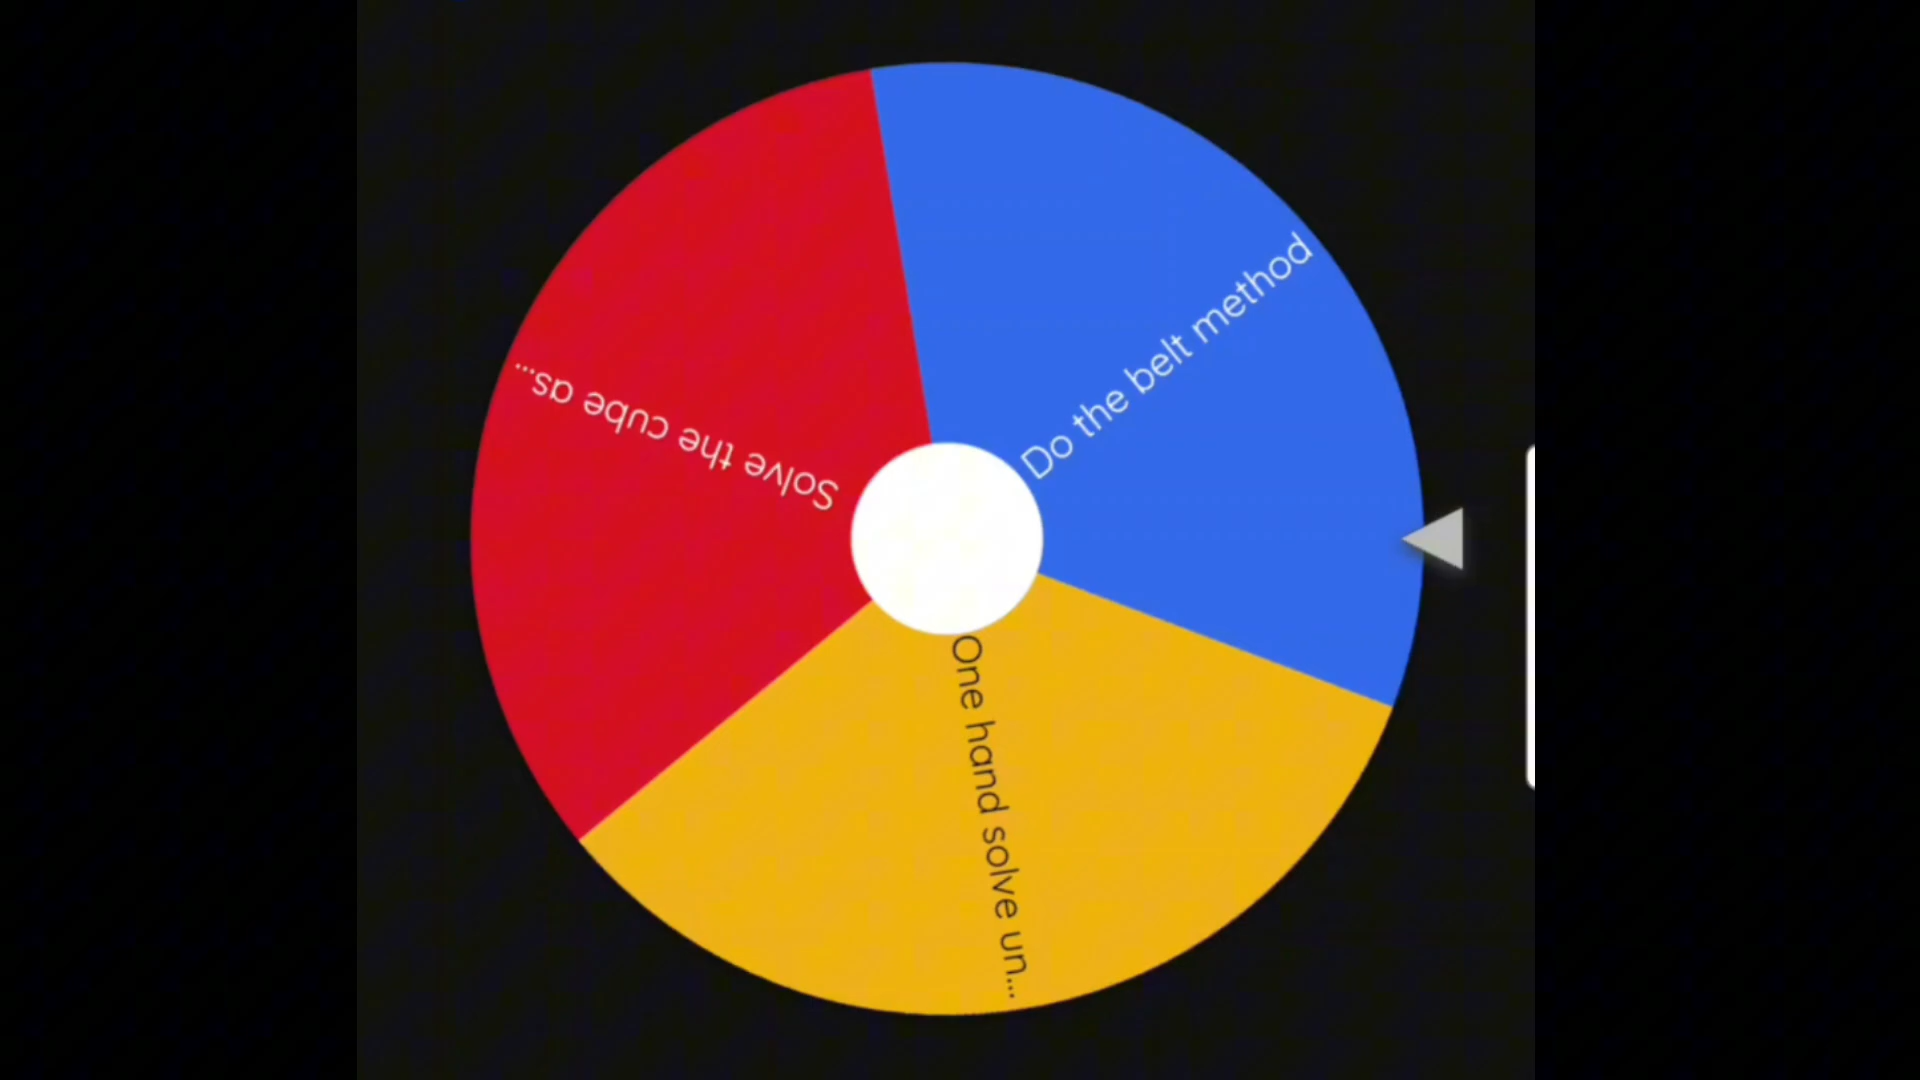 Do the belt method
Solve the cube as...
One hand solve un...